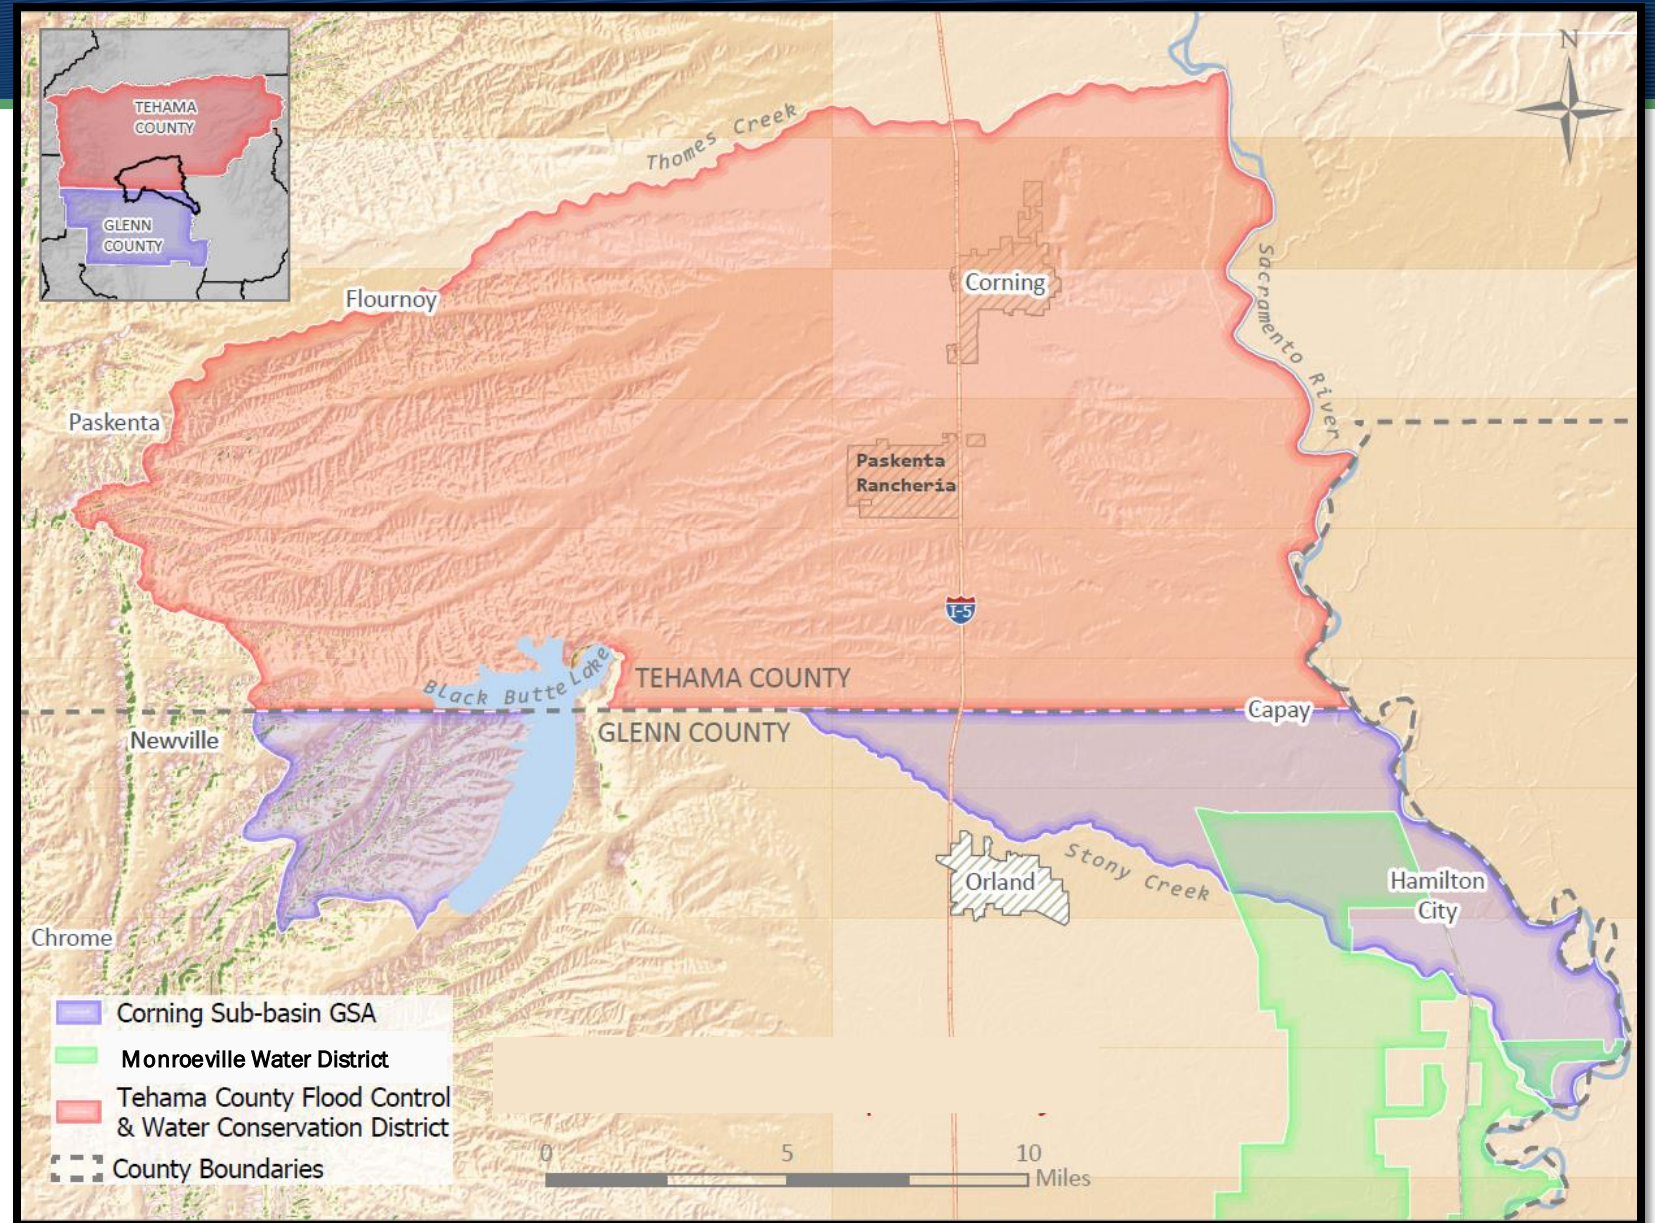 N
TEHAMA
COUNTY
GLENN
COUNTY
Thomes Creek
Flournoy
Corning
Sacramento River
Paskenta
Paskenta
Rancheria
I-5
Black Butte Lake
TEHAMA COUNTY
GLENN COUNTY
Capay
Newville
Orland
Stony Creek
Hamilton
City
Chrome
Corning Sub-basin GSA
Monroeville Water District
Tehama County Flood Control
& Water Conservation District
County Boundaries
0 5 10
Miles